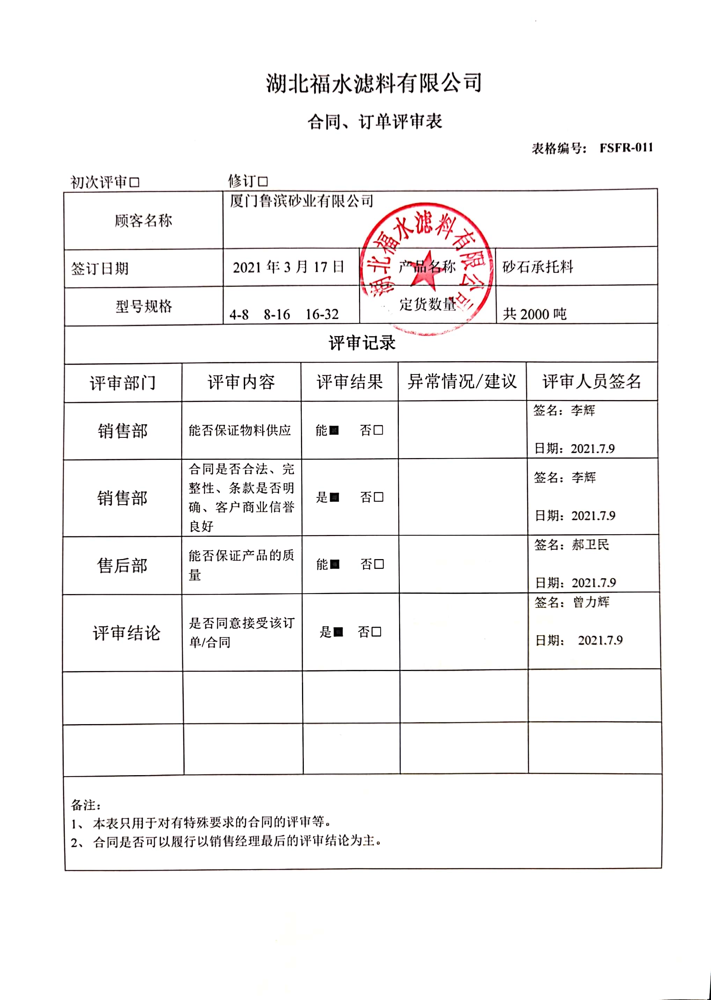 湖北福水滤料有限公司
合同、订单评审表
表格编号： FSFR-011
初次评审□ 修订□
顾客名称 厦门鲁滨砂业有限公司
湖北福水滤料有限公司
签订日期 2021 年 3 月 17 日 产品名称 砂石承托料
型号规格 4-8 8-16 16-32 定货数量 共 2000 吨
评审记录
评审部门 评审内容 评审结果 异常情况/建议 评审人员签名
销售部 能否保证物料供应 能■ 否□
签名：李辉
日期：2021.7.9
销售部
合同是否合法、完
整性、条款是否明
确、客户商业信誉
良好
是■ 否□
签名：李辉
日期：2021.7.9
售后部
能否保证产品的质
量
能■ 否□
签名：郝卫民
日期：2021.7.9
评审结论
是否同意接受该订
单/合同
是■ 否□
签名：曾力辉
日期： 2021.7.9
备注：
1、 本表只用于对有特殊要求的合同的评审等。
2、 合同是否可以履行以销售经理最后的评审结论为主。